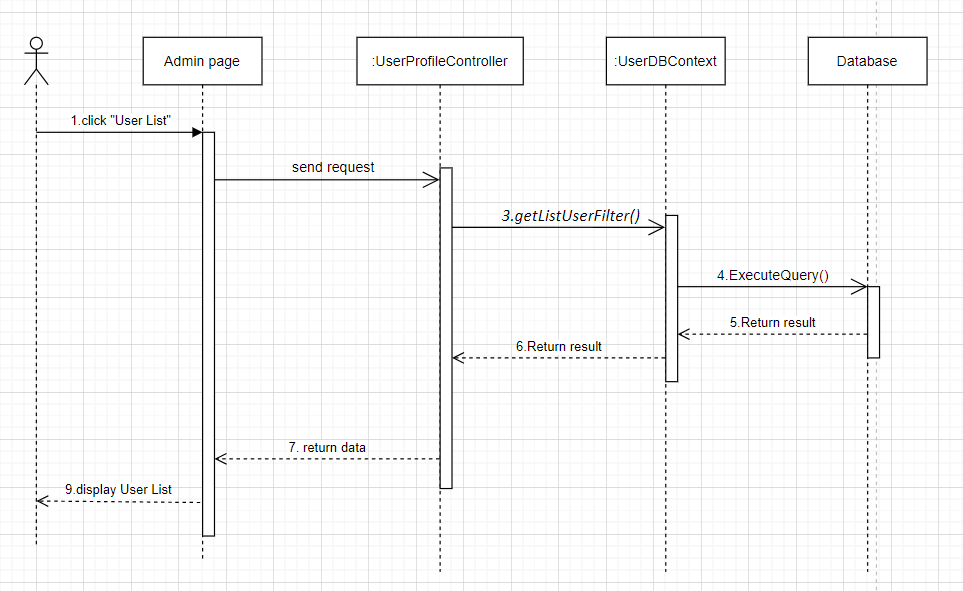 Admin page
:UserProfileController
:UserDBContext
Database
1.click "User List"
send request
3.getListUserFilter()
4.ExecuteQuery()
5.Return result
6.Return result
7. return data
9.display User List